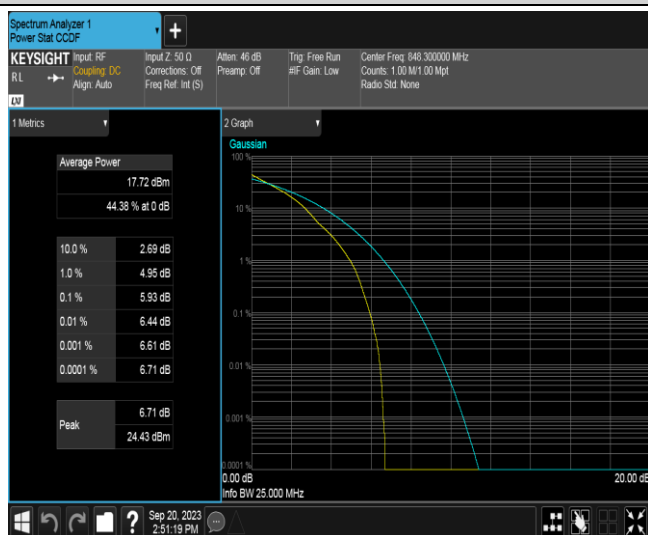 Spectrum Analyzer 1
Power Stat CCDF
+
KEYSIGHT
RL
LXI
Input: RF
Coupling: DC
Align: Auto
Input Z: 50 Ω
Corrections: Off
Freq Ref: Int (S)
Atten: 46 dB
Preamp: Off
Trig: Free Run
#IF Gain: Low
Center Freq: 848.300000 MHz
Counts: 1.00 M/1.00 Mpt
Radio Std: None
1 Metrics
Average Power
17.72 dBm
44.38 % at 0 dB
10.0 % 2.69 dB
1.0 % 4.95 dB
0.1 % 5.93 dB
0.01 % 6.44 dB
0.001 % 6.61 dB
0.0001 % 6.71 dB
Peak
6.71 dB
24.43 dBm
2 Graph
Gaussian
100 %
10 %
1 %
0.1 %
0.01 %
0.001 %
0.0001 %
0.00 dB 20.00 dB
Info BW 25.000 MHz
?
Sep 20, 2023
2:51:19 PM